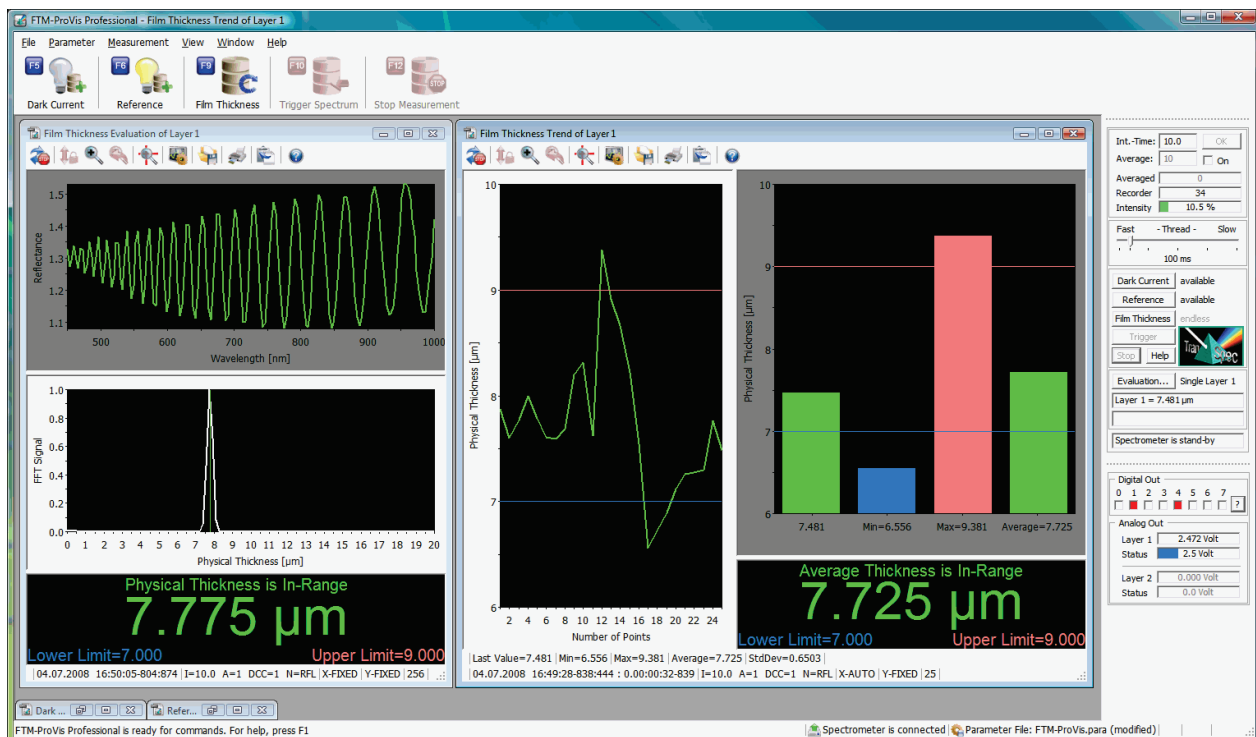 FTM-ProVis Professional - Film Thickness Trend of Layer 1
File Parameter Measurement View Window Help
F5 F6 F9 F10 F12
STOP
Dark Current Reference Film Thickness Trigger Spectrum Stop Measurement
Film Thickness Evaluation of Layer 1
1.5
1.4
1.3
1.2
1.1
Reflectance
500 600 700 800 900 1000
Wavelength [nm]
1.0
0.8
0.6
0.4
0.2
0.0
FFT Signal
0 1 2 3 4 5 6 7 8 9 10 11 12 13 14 15 16 17 18 19 20
Physical Thickness [µm]
Physical Thickness is In-Range
7.775 µm
Lower Limit=7.000 Upper Limit=9.000
04.07.2008 16:50:05-804:874 I=10.0 A=1 DCC=1 N=RFL X-FIXED Y-FIXED 256
Film Thickness Trend of Layer 1
10
9
8
7
6
Physical Thickness [µm]
2 4 6 8 10 12 14 16 18 20 22 24
Number of Points
10
9
8
7
6
Physical Thickness [µm]
7.481 Min=6.556 Max=9.381 Average=7.725
Average Thickness is In-Range
7.725 µm
Lower Limit=7.000 Upper Limit=9.000
Last Value=7.481 Min=6.556 Max=9.381 Average=7.725 StdDev=0.6503
04.07.2008 16:49:28-838:444 : 0.00:00:32-839 I=10.0 A=1 DCC=1 N=RFL X-AUTO Y-FIXED 25
Int.-Time: 10.0 OK
Average: 10 On
Averaged 0
Recorder 34
Intensity 10.5 %
Fast - Thread - Slow
100 ms
Dark Current available
Reference available
Film Thickness endless
Trigger
Stop Help
Tran Spec
Evaluation... Single Layer 1
Layer 1 = 7.481 µm
Spectrometer is stand-by
Digital Out
0 1 2 3 4 5 6 7
?
Analog Out
Layer 1 2.472 Volt
Status 2.5 Volt
Layer 2 0.000 Volt
Status 0.0 Volt
Dark ... Refer...
FTM-ProVis Professional is ready for commands. For help, press F1
Spectrometer is connected Parameter File: FTM-ProVis.para (modified)